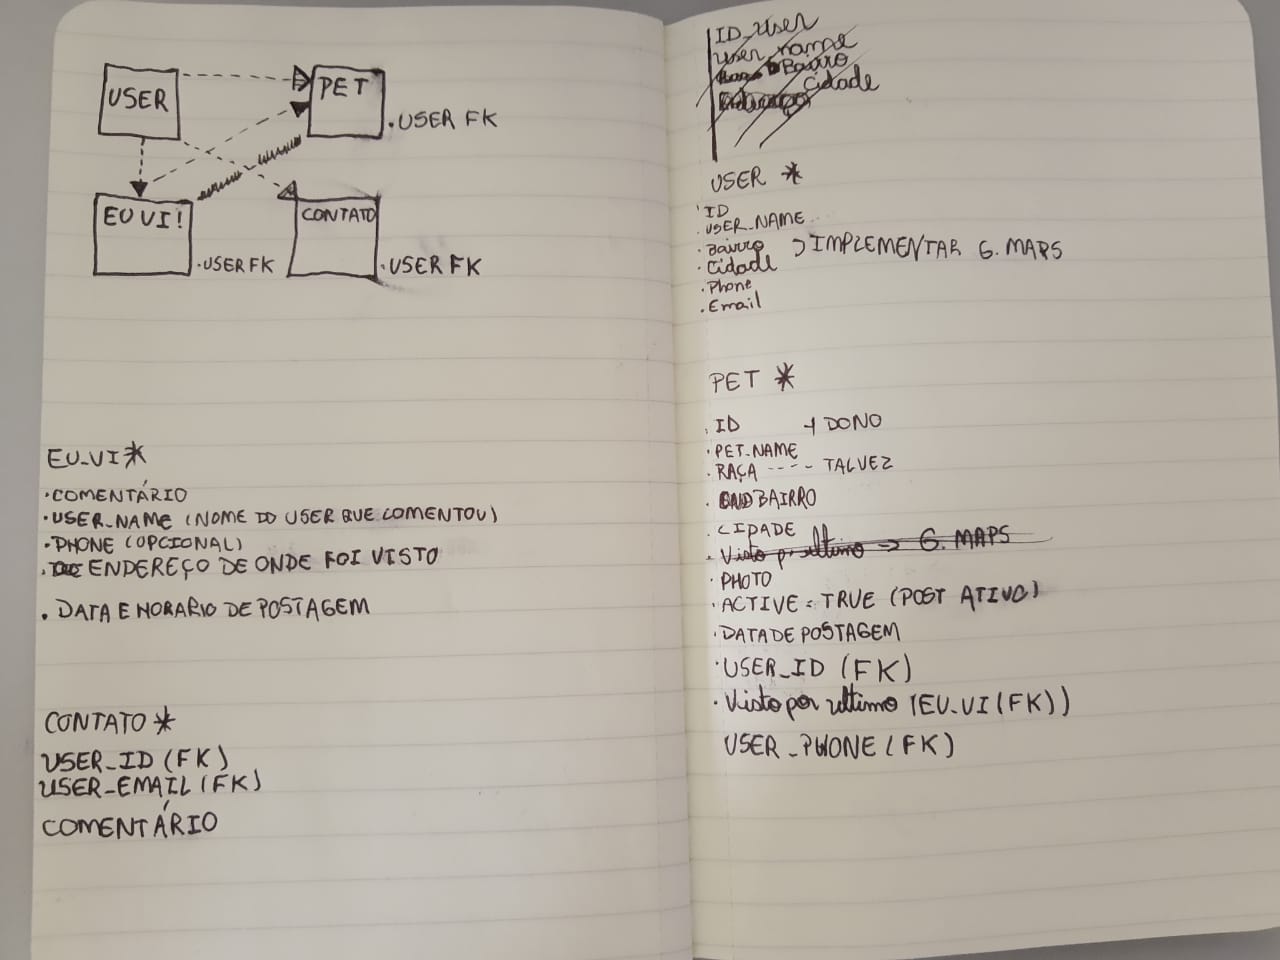 USER
PET
.USER FK
EU VI!
.USER FK
CONTATO
.USER FK
EU_VI*
.COMENTÁRIO
.USER_NAME (NOME DO USER QUE COMENTOU)
.PHONE (OPCIONAL)
. ENDEREÇO DE ONDE FOI VISTO
. DATA E HORARIO DE POSTAGEM
CONTATO *
USER_ID (FK)
USER_EMAIL (FK)
COMENTÁRIO
ID_User
user_name
Bairro
Cidade
USER *
'ID
.USER_NAME
.Bairro
.Cidade
IMPLEMENTAR G. MAPS
.Phone
.Email
PET *
. ID
DONO
.PET_NAME
.RAÇA ---- TALVEZ
. BAIRRO
. CIDADE
. Visto p/ ultimo => G. MAPS
. PHOTO
.ACTIVE = TRUE (POST ATIVO)
.DATA DE POSTAGEM
.USER_ID (FK)
. Visto por ultimo (EU_VI (FK))
USER_PHONE (FK)